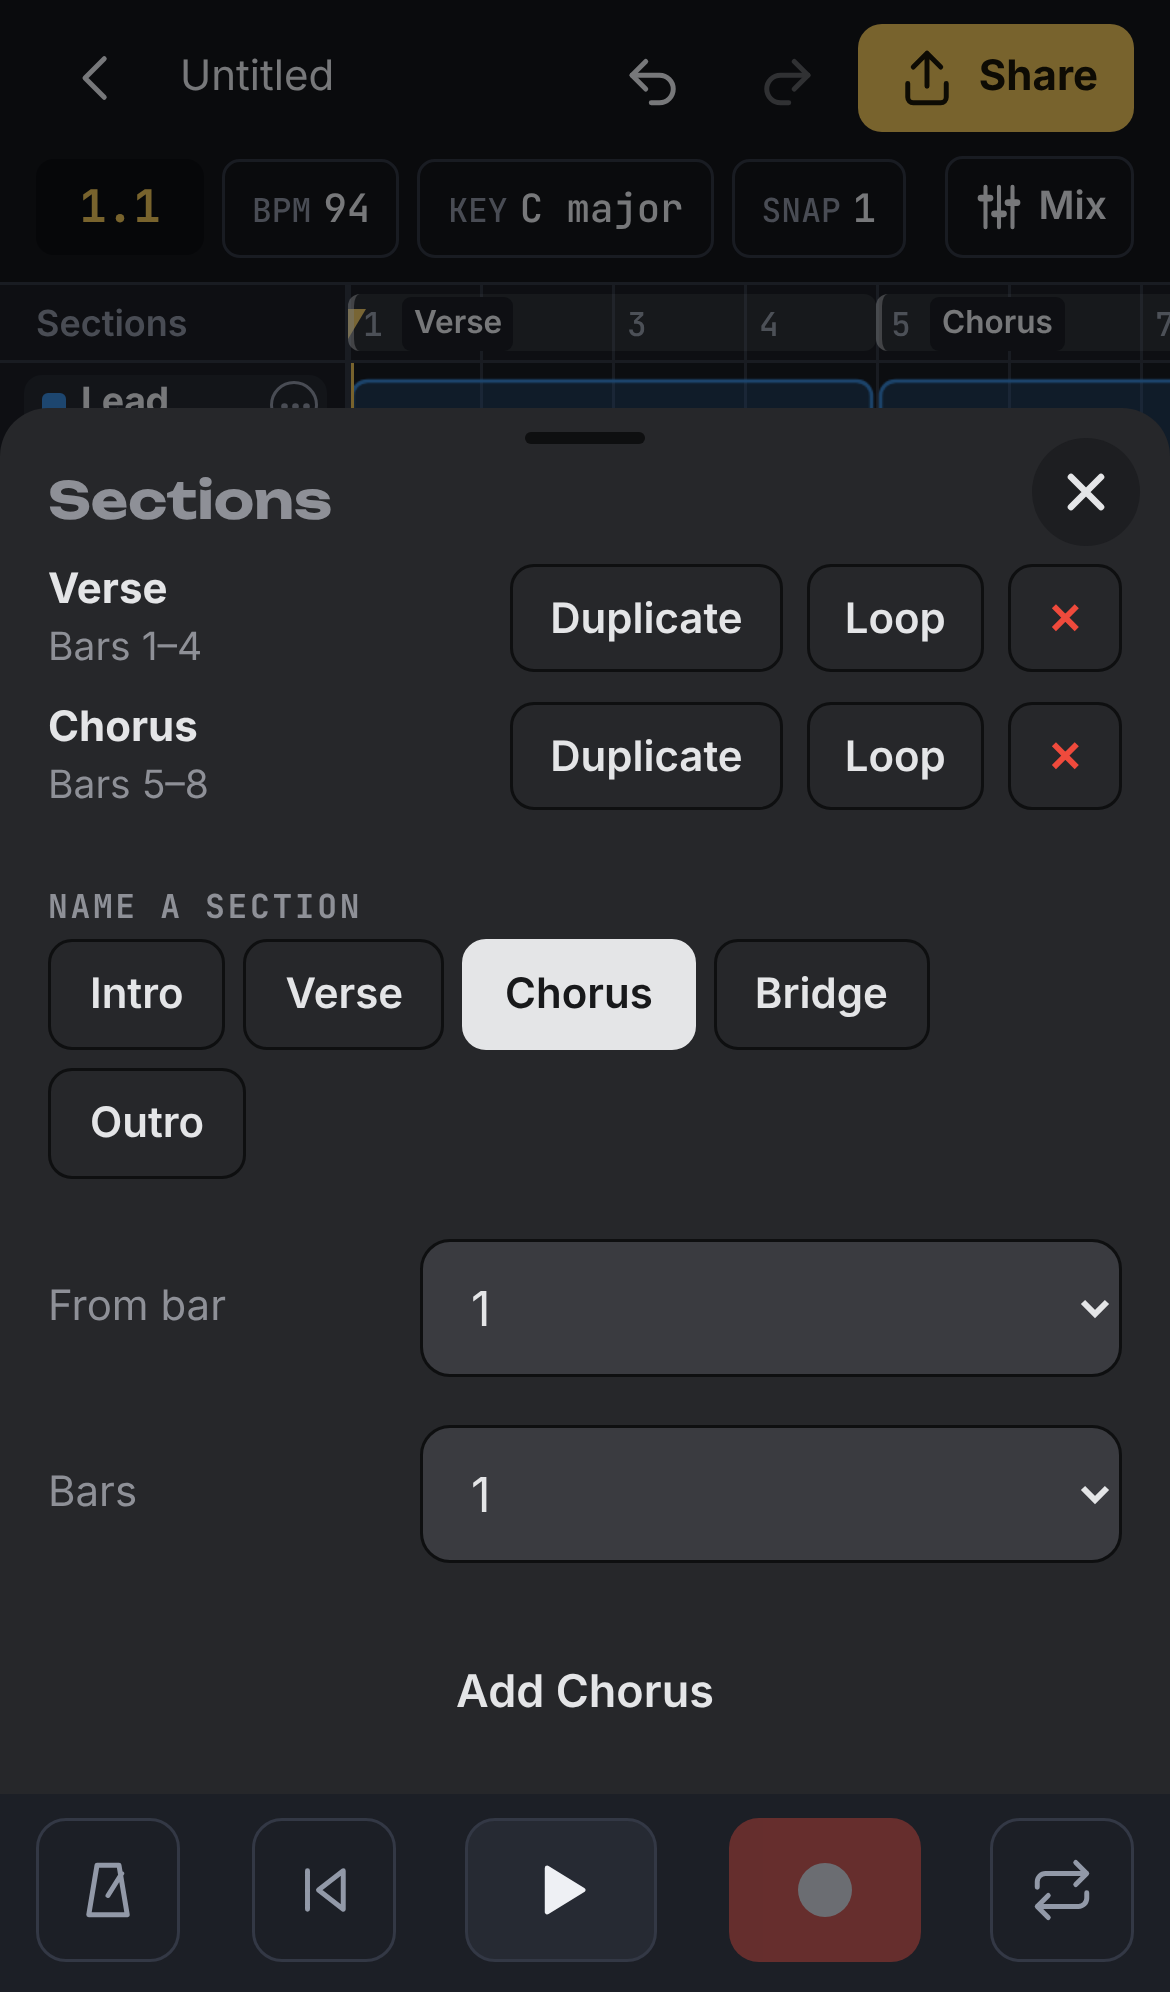 Untitled
Share
1.1
BPM 94
KEY C major
SNAP 1
Mix
Sections
1 Verse 3 4 5 Chorus 7
Lead
Sections
Verse
Bars 1–4
Duplicate Loop ×
Chorus
Bars 5–8
Duplicate Loop ×
NAME A SECTION
Intro Verse Chorus Bridge
Outro
From bar 1
Bars 1
Add Chorus